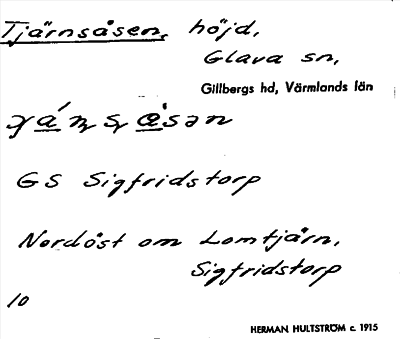 Tjärnsåsen, höjd,
Glava sn,
Gillbergs hd, Värmlands län
GS Sigfridstorp
Nordöst om Lomtjärn,
Sigfridstorp
10
HERMAN HULTSTRÖM c. 1915